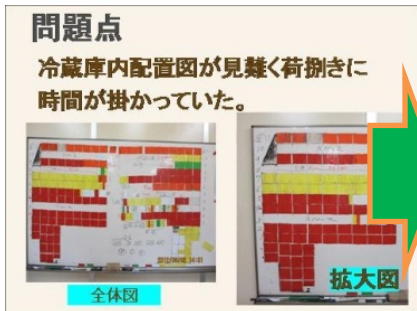 問題点
冷蔵庫内配置図が見難く荷捌きに
時間が掛かっていた。
全体図
拡大図